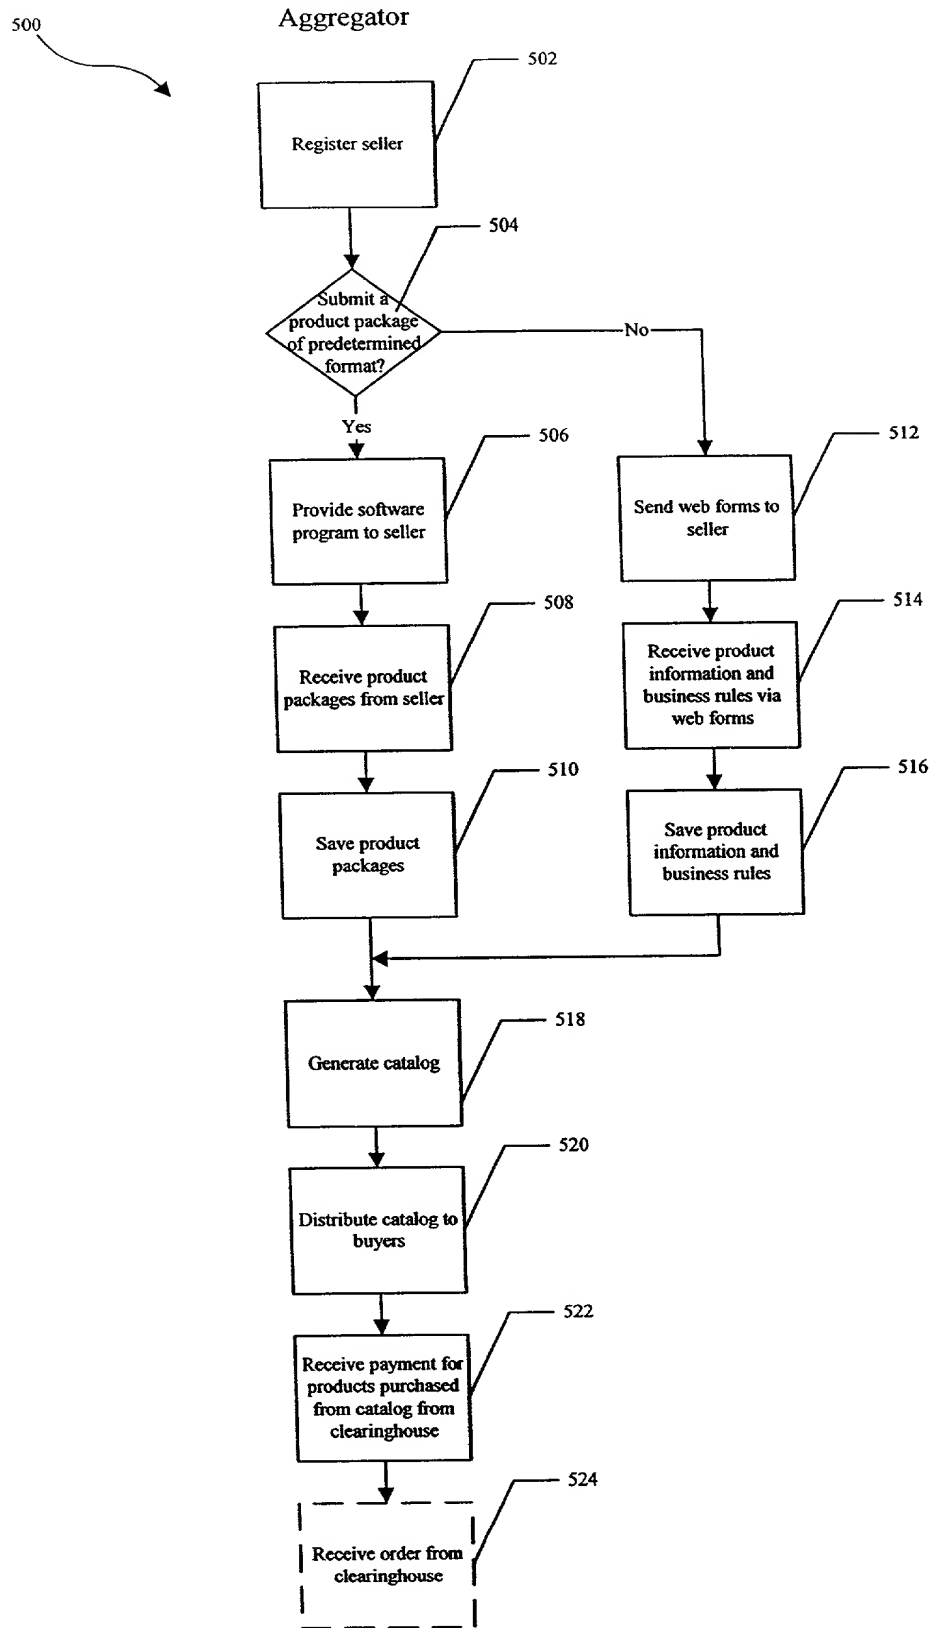 Aggregator
500
502
Register seller
504
Submit a
product package
of predetermined
format?
No
Yes
506
Provide software
program to seller
512
Send web forms to
seller
508
Receive product
packages from seller
514
Receive product
information and
business rules via
web forms
510
Save product
packages
516
Save product
information and
business rules
518
Generate catalog
520
Distribute catalog to
buyers
522
Receive payment for
products purchased
from catalog from
clearinghouse
524
Receive order from
clearinghouse